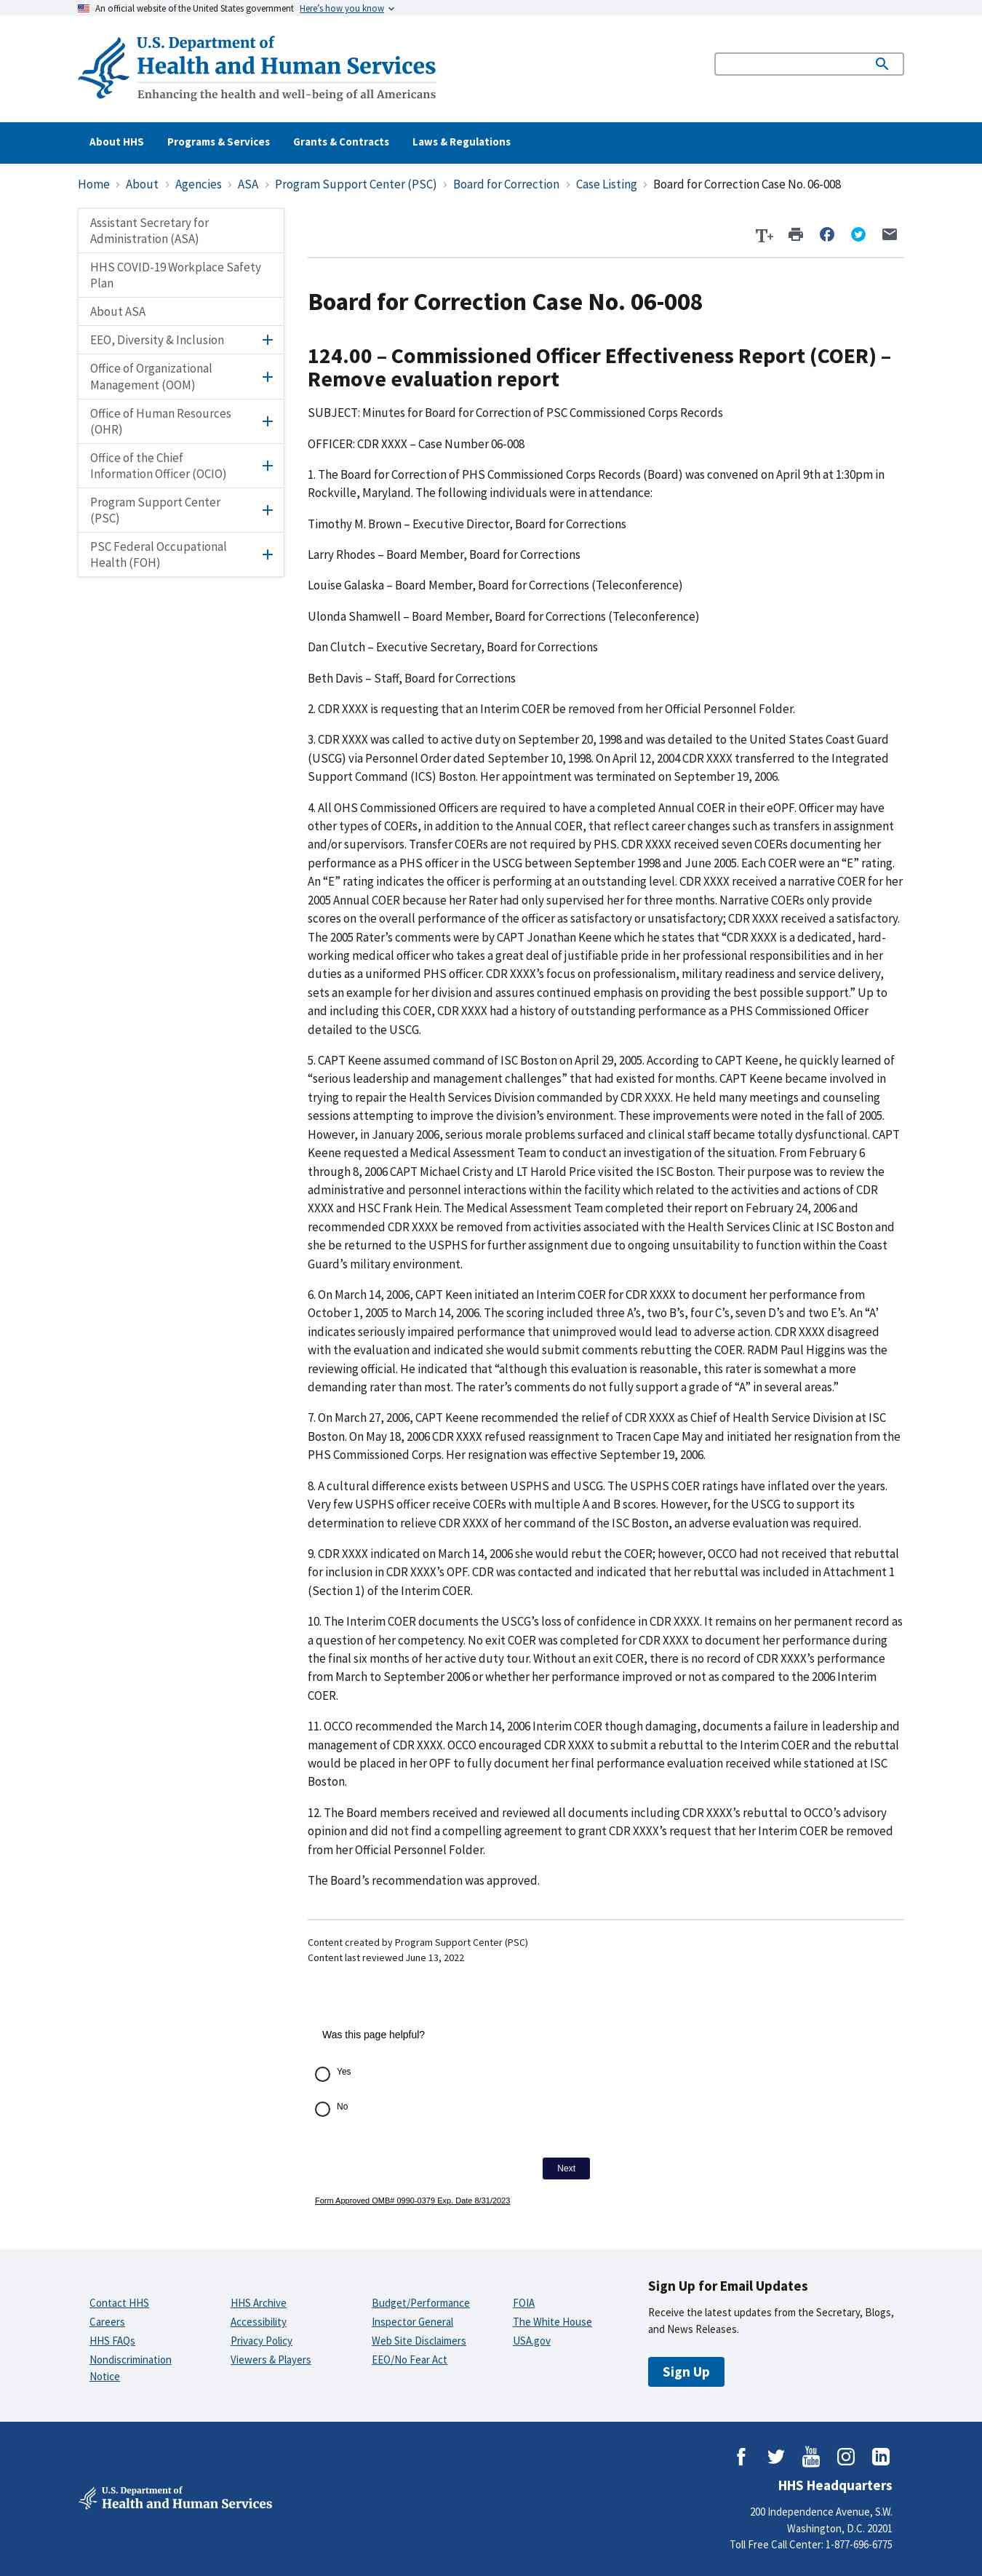 An official website of the United States government Here’s how you know
U.S. Department of
Health and Human Services
Enhancing the health and well-being of all Americans
About HHS Programs & Services Grants & Contracts Laws & Regulations
Home › About › Agencies › ASA › Program Support Center (PSC) › Board for Correction › Case Listing › Board for Correction Case No. 06-008
Assistant Secretary for
Administration (ASA)
HHS COVID-19 Workplace Safety
Plan
About ASA
EEO, Diversity & Inclusion
Office of Organizational
Management (OOM)
Office of Human Resources
(OHR)
Office of the Chief
Information Officer (OCIO)
Program Support Center
(PSC)
PSC Federal Occupational
Health (FOH)
T+
Board for Correction Case No. 06-008
124.00 – Commissioned Officer Effectiveness Report (COER) –
Remove evaluation report
SUBJECT: Minutes for Board for Correction of PSC Commissioned Corps Records
OFFICER: CDR XXXX – Case Number 06-008
1. The Board for Correction of PHS Commissioned Corps Records (Board) was convened on April 9th at 1:30pm in
Rockville, Maryland. The following individuals were in attendance:
Timothy M. Brown – Executive Director, Board for Corrections
Larry Rhodes – Board Member, Board for Corrections
Louise Galaska – Board Member, Board for Corrections (Teleconference)
Ulonda Shamwell – Board Member, Board for Corrections (Teleconference)
Dan Clutch – Executive Secretary, Board for Corrections
Beth Davis – Staff, Board for Corrections
2. CDR XXXX is requesting that an Interim COER be removed from her Official Personnel Folder.
3. CDR XXXX was called to active duty on September 20, 1998 and was detailed to the United States Coast Guard
(USCG) via Personnel Order dated September 10, 1998. On April 12, 2004 CDR XXXX transferred to the Integrated
Support Command (ICS) Boston. Her appointment was terminated on September 19, 2006.
4. All OHS Commissioned Officers are required to have a completed Annual COER in their eOPF. Officer may have
other types of COERs, in addition to the Annual COER, that reflect career changes such as transfers in assignment
and/or supervisors. Transfer COERs are not required by PHS. CDR XXXX received seven COERs documenting her
performance as a PHS officer in the USCG between September 1998 and June 2005. Each COER were an “E” rating.
An “E” rating indicates the officer is performing at an outstanding level. CDR XXXX received a narrative COER for her
2005 Annual COER because her Rater had only supervised her for three months. Narrative COERs only provide
scores on the overall performance of the officer as satisfactory or unsatisfactory; CDR XXXX received a satisfactory.
The 2005 Rater’s comments were by CAPT Jonathan Keene which he states that “CDR XXXX is a dedicated, hard-
working medical officer who takes a great deal of justifiable pride in her professional responsibilities and in her
duties as a uniformed PHS officer. CDR XXXX’s focus on professionalism, military readiness and service delivery,
sets an example for her division and assures continued emphasis on providing the best possible support.” Up to
and including this COER, CDR XXXX had a history of outstanding performance as a PHS Commissioned Officer
detailed to the USCG.
5. CAPT Keene assumed command of ISC Boston on April 29, 2005. According to CAPT Keene, he quickly learned of
“serious leadership and management challenges” that had existed for months. CAPT Keene became involved in
trying to repair the Health Services Division commanded by CDR XXXX. He held many meetings and counseling
sessions attempting to improve the division’s environment. These improvements were noted in the fall of 2005.
However, in January 2006, serious morale problems surfaced and clinical staff became totally dysfunctional. CAPT
Keene requested a Medical Assessment Team to conduct an investigation of the situation. From February 6
through 8, 2006 CAPT Michael Cristy and LT Harold Price visited the ISC Boston. Their purpose was to review the
administrative and personnel interactions within the facility which related to the activities and actions of CDR
XXXX and HSC Frank Hein. The Medical Assessment Team completed their report on February 24, 2006 and
recommended CDR XXXX be removed from activities associated with the Health Services Clinic at ISC Boston and
she be returned to the USPHS for further assignment due to ongoing unsuitability to function within the Coast
Guard’s military environment.
6. On March 14, 2006, CAPT Keen initiated an Interim COER for CDR XXXX to document her performance from
October 1, 2005 to March 14, 2006. The scoring included three A’s, two B’s, four C’s, seven D’s and two E’s. An “A’
indicates seriously impaired performance that unimproved would lead to adverse action. CDR XXXX disagreed
with the evaluation and indicated she would submit comments rebutting the COER. RADM Paul Higgins was the
reviewing official. He indicated that “although this evaluation is reasonable, this rater is somewhat a more
demanding rater than most. The rater’s comments do not fully support a grade of “A” in several areas.”
7. On March 27, 2006, CAPT Keene recommended the relief of CDR XXXX as Chief of Health Service Division at ISC
Boston. On May 18, 2006 CDR XXXX refused reassignment to Tracen Cape May and initiated her resignation from the
PHS Commissioned Corps. Her resignation was effective September 19, 2006.
8. A cultural difference exists between USPHS and USCG. The USPHS COER ratings have inflated over the years.
Very few USPHS officer receive COERs with multiple A and B scores. However, for the USCG to support its
determination to relieve CDR XXXX of her command of the ISC Boston, an adverse evaluation was required.
9. CDR XXXX indicated on March 14, 2006 she would rebut the COER; however, OCCO had not received that rebuttal
for inclusion in CDR XXXX’s OPF. CDR was contacted and indicated that her rebuttal was included in Attachment 1
(Section 1) of the Interim COER.
10. The Interim COER documents the USCG’s loss of confidence in CDR XXXX. It remains on her permanent record as
a question of her competency. No exit COER was completed for CDR XXXX to document her performance during
the final six months of her active duty tour. Without an exit COER, there is no record of CDR XXXX’s performance
from March to September 2006 or whether her performance improved or not as compared to the 2006 Interim
COER.
11. OCCO recommended the March 14, 2006 Interim COER though damaging, documents a failure in leadership and
management of CDR XXXX. OCCO encouraged CDR XXXX to submit a rebuttal to the Interim COER and the rebuttal
would be placed in her OPF to fully document her final performance evaluation received while stationed at ISC
Boston.
12. The Board members received and reviewed all documents including CDR XXXX’s rebuttal to OCCO’s advisory
opinion and did not find a compelling agreement to grant CDR XXXX’s request that her Interim COER be removed
from her Official Personnel Folder.
The Board’s recommendation was approved.
Content created by Program Support Center (PSC)
Content last reviewed June 13, 2022
Was this page helpful?
Yes
No
Next
Form Approved OMB# 0990-0379 Exp. Date 8/31/2023
Contact HHS
Careers
HHS FAQs
Nondiscrimination
Notice
HHS Archive
Accessibility
Privacy Policy
Viewers & Players
Budget/Performance
Inspector General
Web Site Disclaimers
EEO/No Fear Act
FOIA
The White House
USA.gov
Sign Up for Email Updates
Receive the latest updates from the Secretary, Blogs,
and News Releases.
Sign Up
U.S. Department of
Health and Human Services
You
Tube
HHS Headquarters
200 Independence Avenue, S.W.
Washington, D.C. 20201
Toll Free Call Center: 1-877-696-6775